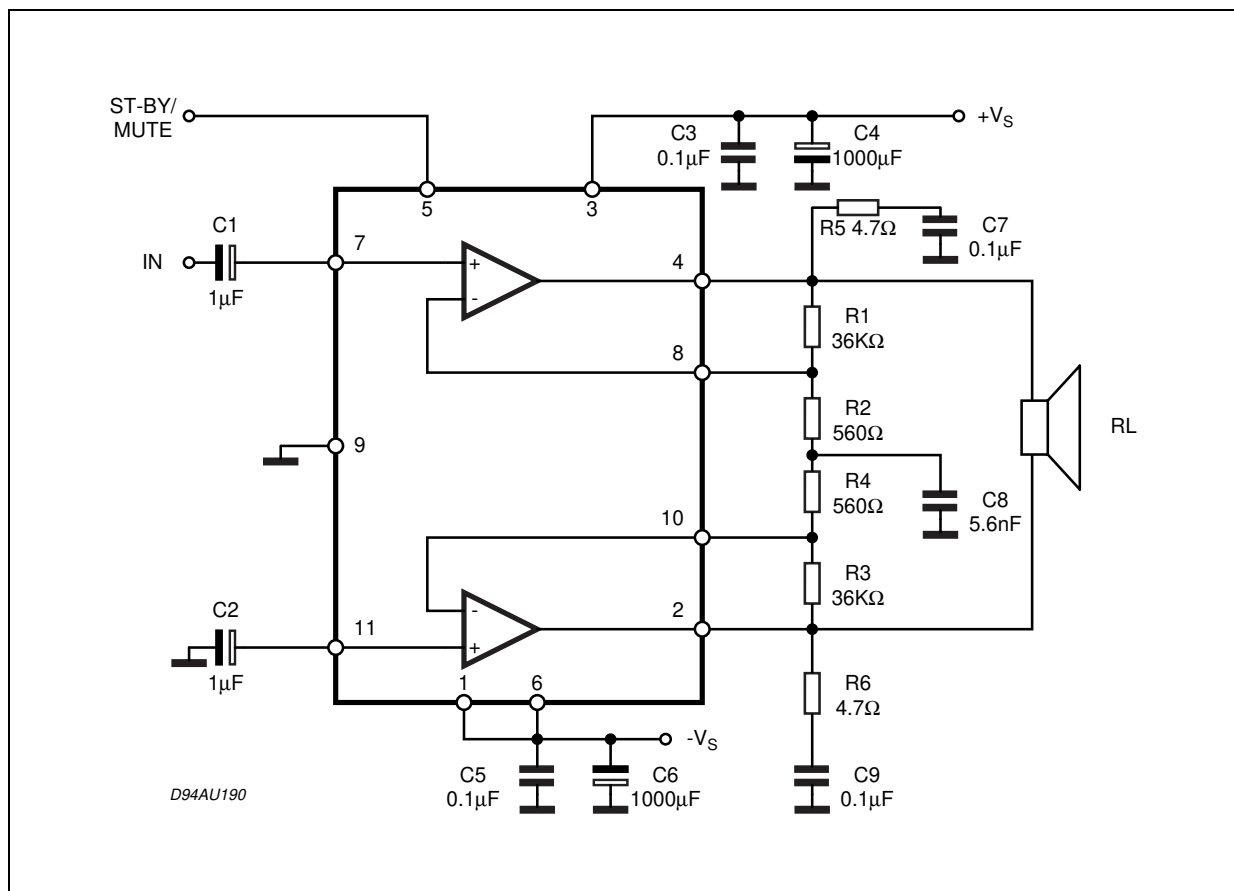 ST-BY/
MUTE
+VS
C3
0.1µF
C4
1000µF
5
3
R5 4.7Ω
C7
0.1µF
C1
IN
1µF
7
+
-
4
R1
36KΩ
8
R2
560Ω
RL
9
R4
560Ω
C8
5.6nF
10
R3
36KΩ
C2
1µF
11
-
+
2
1
6
R6
4.7Ω
-VS
C5
0.1µF
C6
1000µF
C9
0.1µF
D94AU190